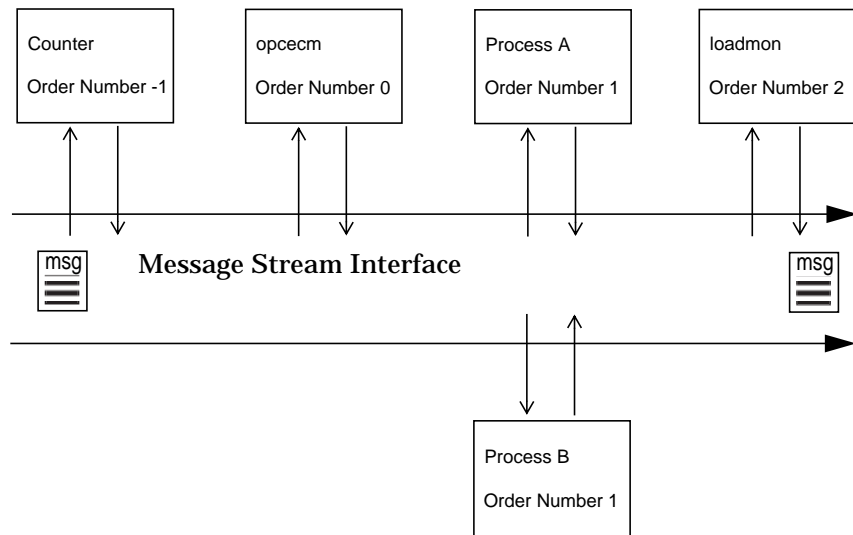 Counter
Order Number -1
opcecm
Order Number 0
Process A
Order Number 1
loadmon
Order Number 2
msg
Message Stream Interface
msg
Process B
Order Number 1